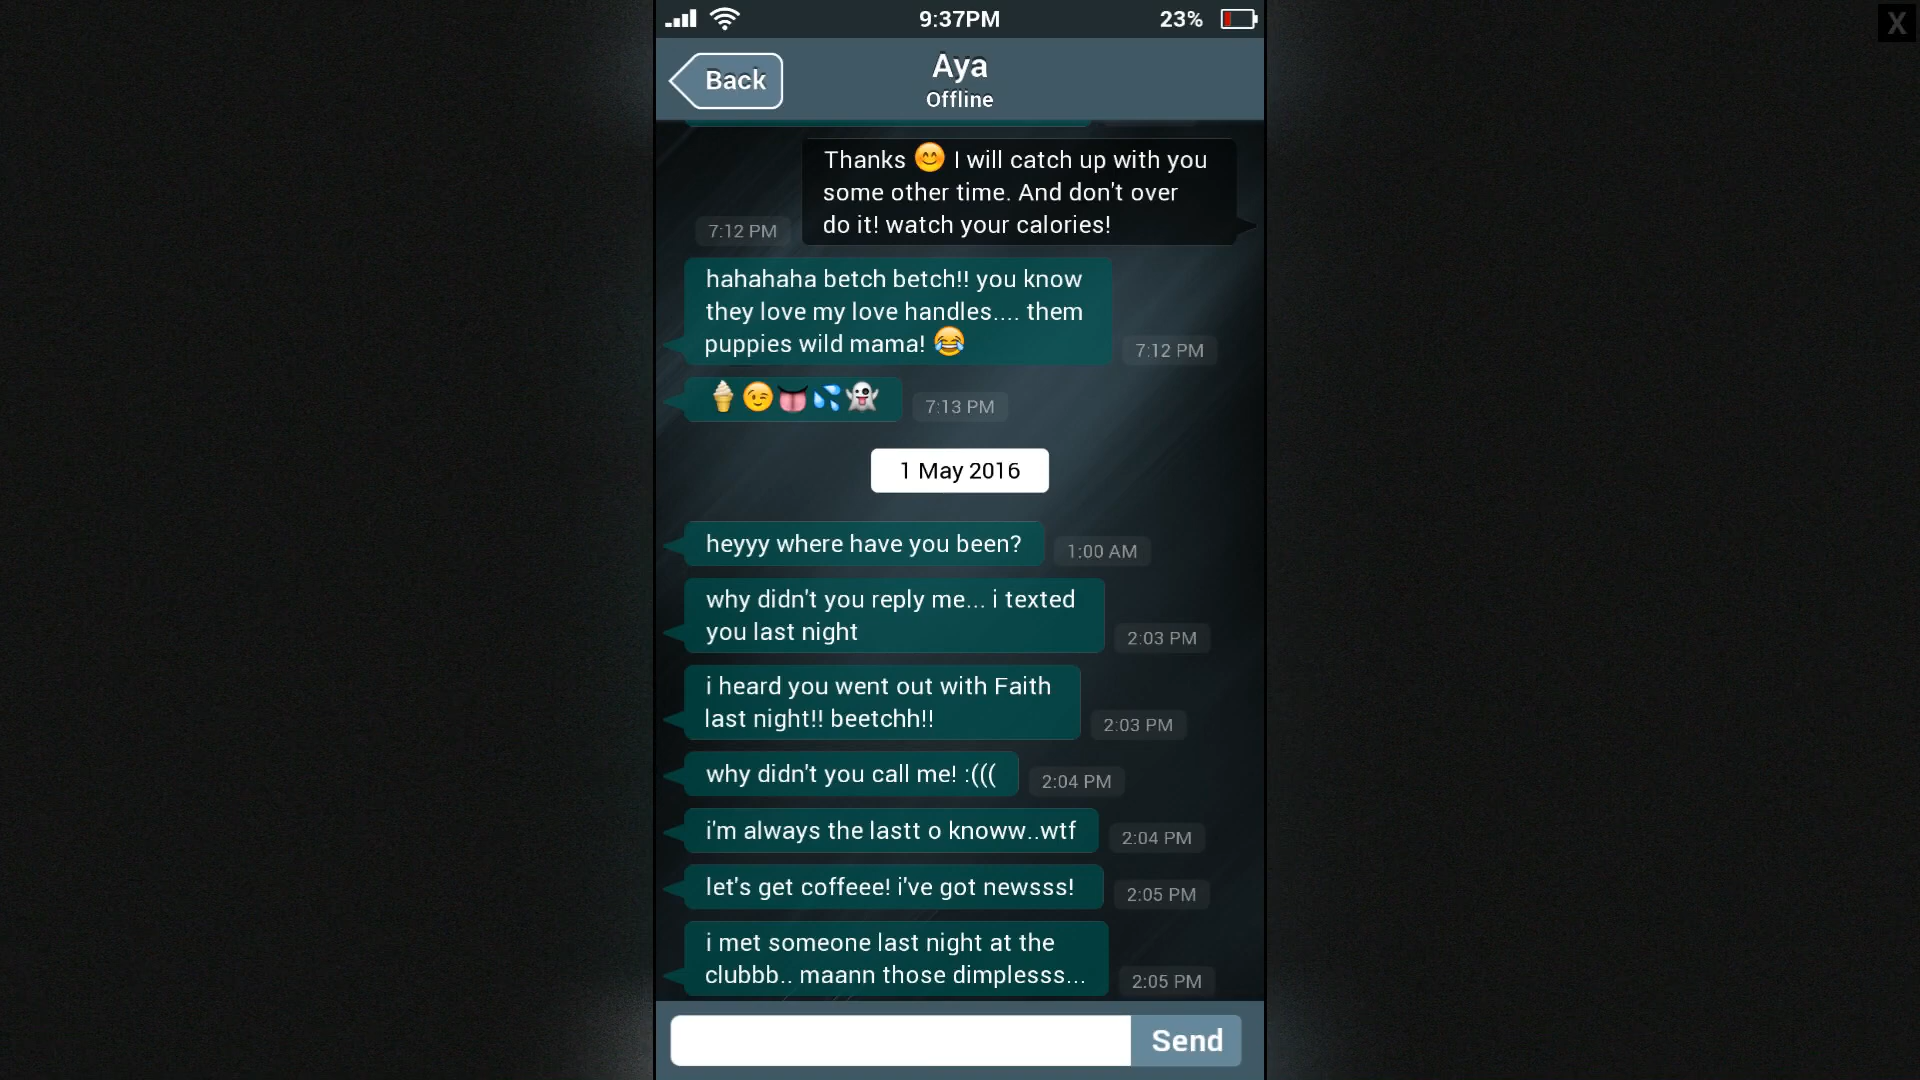 9:37PM
23%
X
Back
Aya
Offline
Thanks 😊 I will catch up with you
some other time. And don't over
do it! watch your calories!
7:12 PM
hahahaha betch betch!! you know
they love my love handles.... them
puppies wild mama! 😂
7:12 PM
🍦😉👅💦👻
7:13 PM
1 May 2016
heyyy where have you been?
1:00 AM
why didn't you reply me... i texted
you last night
2:03 PM
i heard you went out with Faith
last night!! beetchh!!
2:03 PM
why didn't you call me! :(((
2:04 PM
i'm always the lastt o knoww..wtf
2:04 PM
let's get coffeee! i've got newsss!
2:05 PM
i met someone last night at the
clubbb.. maann those dimplesss...
2:05 PM
Send